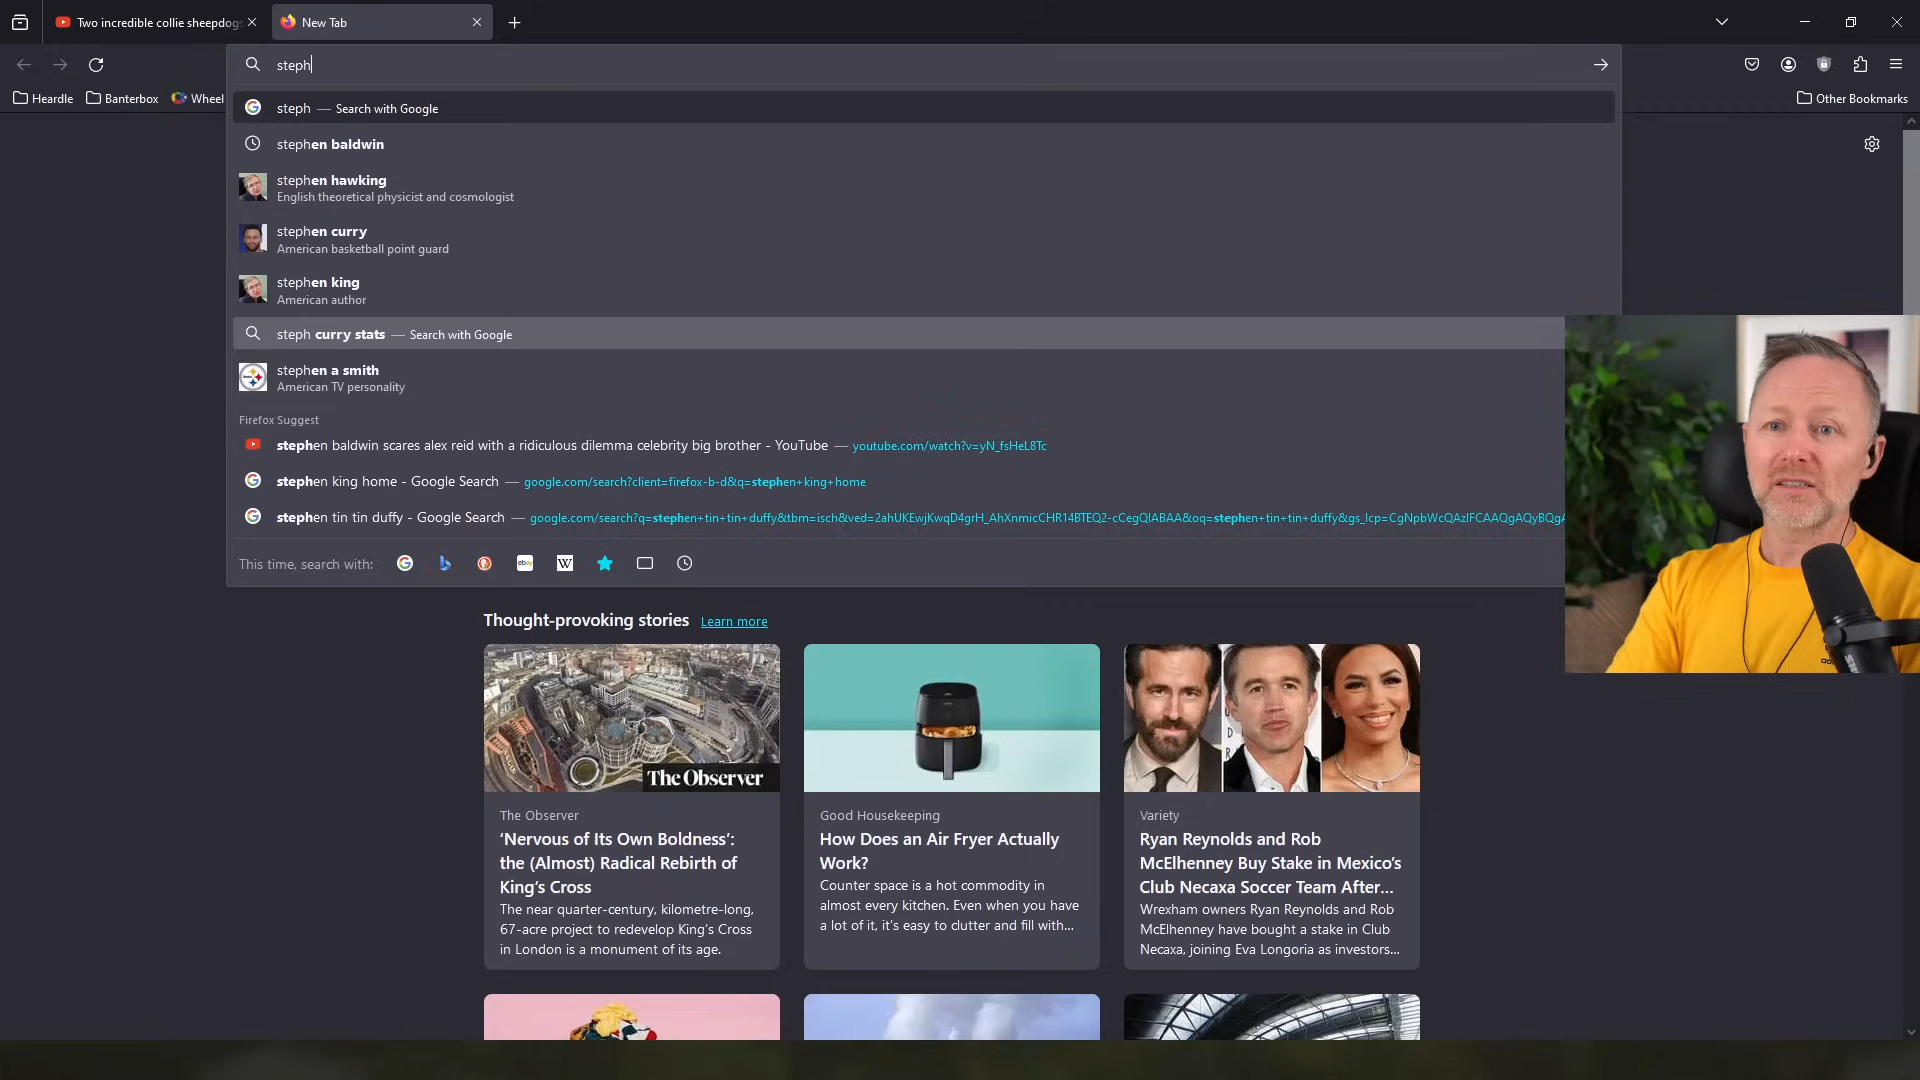 Two incredible collie sheepdogs
New Tab
steph
Heardle
Banterbox
Wheel
Other Bookmarks
steph — Search with Google
stephen baldwin
stephen hawking
English theoretical physicist and cosmologist
stephen curry
American basketball point guard
stephen king
American author
steph curry stats — Search with Google
stephen a smith
American TV personality
Firefox Suggest
stephen baldwin scares alex reid with a ridiculous dilemma celebrity big brother - YouTube — youtube.com/watch?v=yN_fsHeL8Tc
stephen king home - Google Search — google.com/search?client=firefox-b-d&q=stephen+king+home
stephen tin tin duffy - Google Search — google.com/search?q=stephen+tin+tin+duffy&tbm=isch&ved=2ahUKEwjKwqD4grH_AhXnmicCHR14BTEQ2-cCegQIABAA&oq=stephen+tin+tin+duffy&gs_lcp=CgNpbWcQAzIFCAAQgAQyBQgA
This time, search with:
ebay
W
Thought-provoking stories Learn more
The Observer
The Observer
‘Nervous of Its Own Boldness’:
the (Almost) Radical Rebirth of
King’s Cross
The near quarter-century, kilometre-long,
67-acre project to redevelop King’s Cross
in London is a monument of its age.
Good Housekeeping
How Does an Air Fryer Actually
Work?
Counter space is a hot commodity in
almost every kitchen. Even when you have
a lot of it, it’s easy to clutter and fill with...
Variety
Ryan Reynolds and Rob
McElhenney Buy Stake in Mexico’s
Club Necaxa Soccer Team After...
Wrexham owners Ryan Reynolds and Rob
McElhenney have bought a stake in Club
Necaxa, joining Eva Longoria as investors...